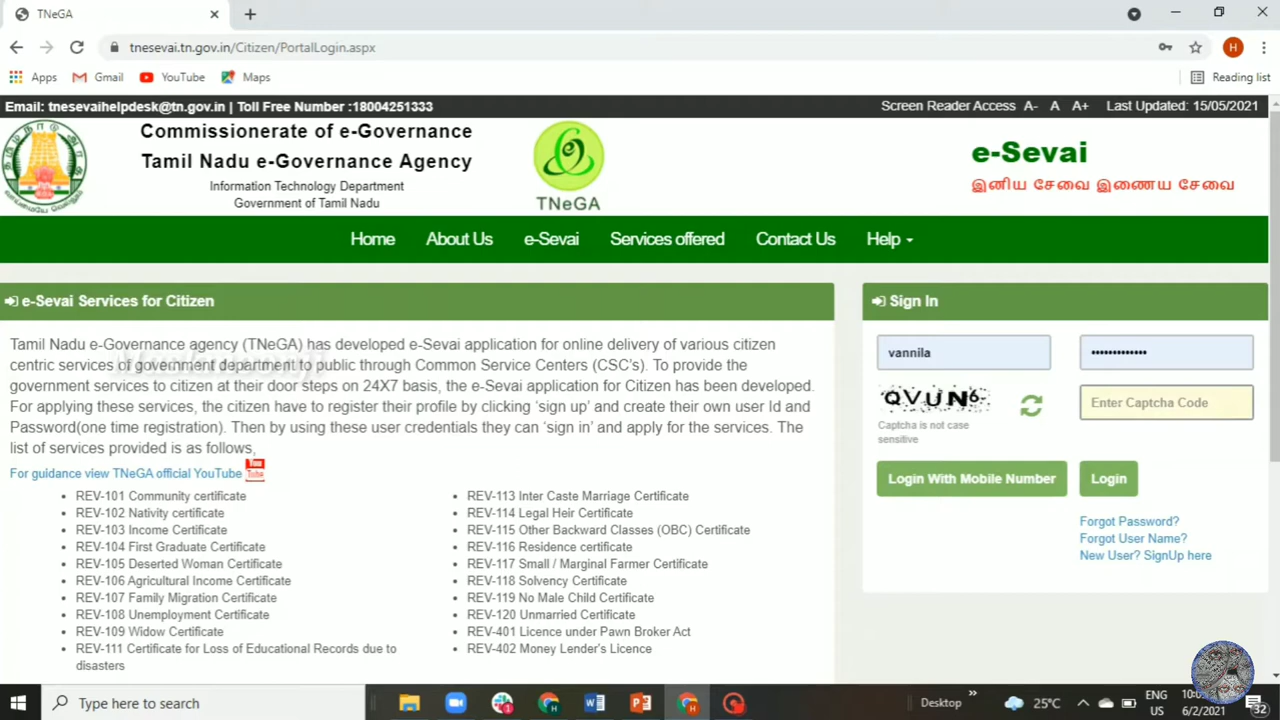 TNeGA
tnesevai.tn.gov.in/Citizen/PortalLogin.aspx
H
Apps Gmail YouTube Maps Reading list
Email: tnesevaihelpdesk@tn.gov.in | Toll Free Number :18004251333
Screen Reader Access A- A A+ Last Updated: 15/05/2021
Commissionerate of e-Governance
Tamil Nadu e-Governance Agency
Information Technology Department
Government of Tamil Nadu
TNeGA
e-Sevai
இனிய சேவை இணைய சேவை
Home About Us e-Sevai Services offered Contact Us Help
e-Sevai Services for Citizen
Tamil Nadu e-Governance agency (TNeGA) has developed e-Sevai application for online delivery of various citizen
centric services of government department to public through Common Service Centers (CSC's). To provide the
government services to citizen at their door steps on 24X7 basis, the e-Sevai application for Citizen has been developed.
For applying these services, the citizen have to register their profile by clicking ‘sign up’ and create their own user Id and
Password(one time registration). Then by using these user credentials they can ‘sign in’ and apply for the services. The
list of services provided is as follows,
For guidance view TNeGA official YouTube You Tube
REV-101 Community certificate
REV-102 Nativity certificate
REV-103 Income Certificate
REV-104 First Graduate Certificate
REV-105 Deserted Woman Certificate
REV-106 Agricultural Income Certificate
REV-107 Family Migration Certificate
REV-108 Unemployment Certificate
REV-109 Widow Certificate
REV-111 Certificate for Loss of Educational Records due to
disasters
REV-113 Inter Caste Marriage Certificate
REV-114 Legal Heir Certificate
REV-115 Other Backward Classes (OBC) Certificate
REV-116 Residence certificate
REV-117 Small / Marginal Farmer Certificate
REV-118 Solvency Certificate
REV-119 No Male Child Certificate
REV-120 Unmarried Certificate
REV-401 Licence under Pawn Broker Act
REV-402 Money Lender's Licence
Sign In
vannila •••••••••••••
QVUN6
Enter Captcha Code
Captcha is not case
sensitive
Login With Mobile Number Login
Forgot Password?
Forgot User Name?
New User? SignUp here
Type here to search
Desktop 25°C
ENG
US
6/2/2021
32